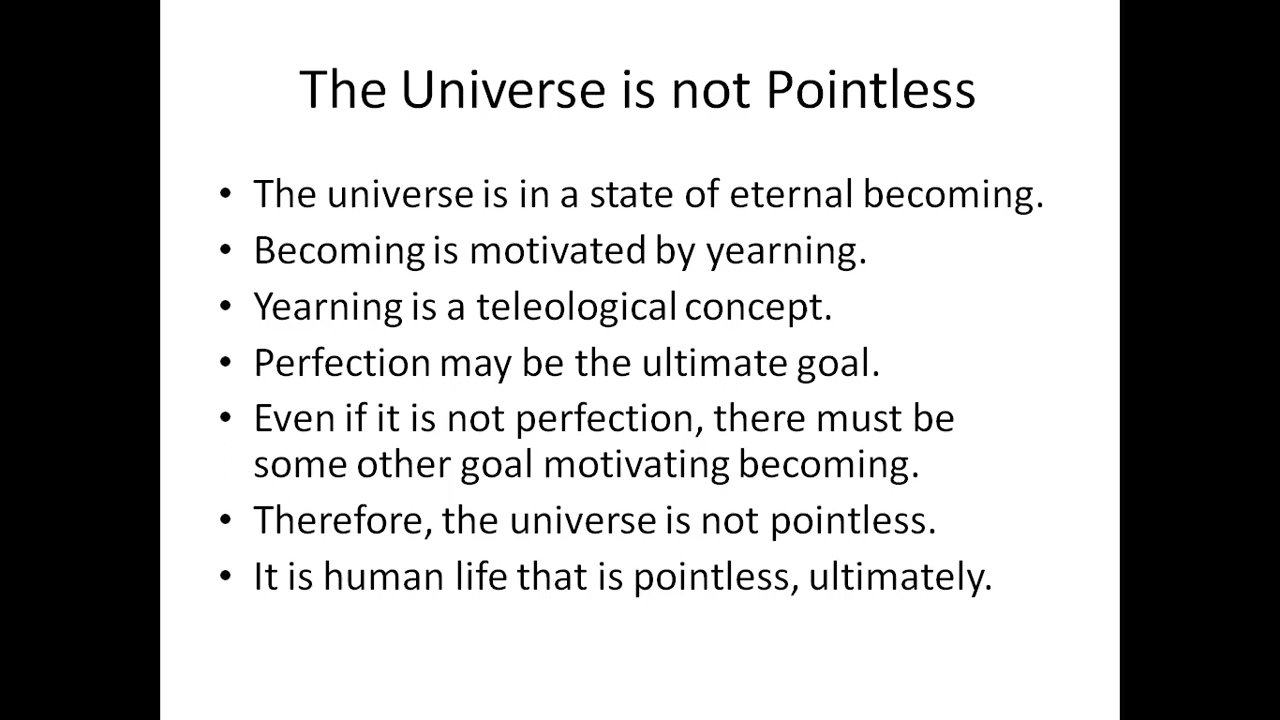 The Universe is not Pointless
• The universe is in a state of eternal becoming.
• Becoming is motivated by yearning.
• Yearning is a teleological concept.
• Perfection may be the ultimate goal.
• Even if it is not perfection, there must be
some other goal motivating becoming.
• Therefore, the universe is not pointless.
• It is human life that is pointless, ultimately.